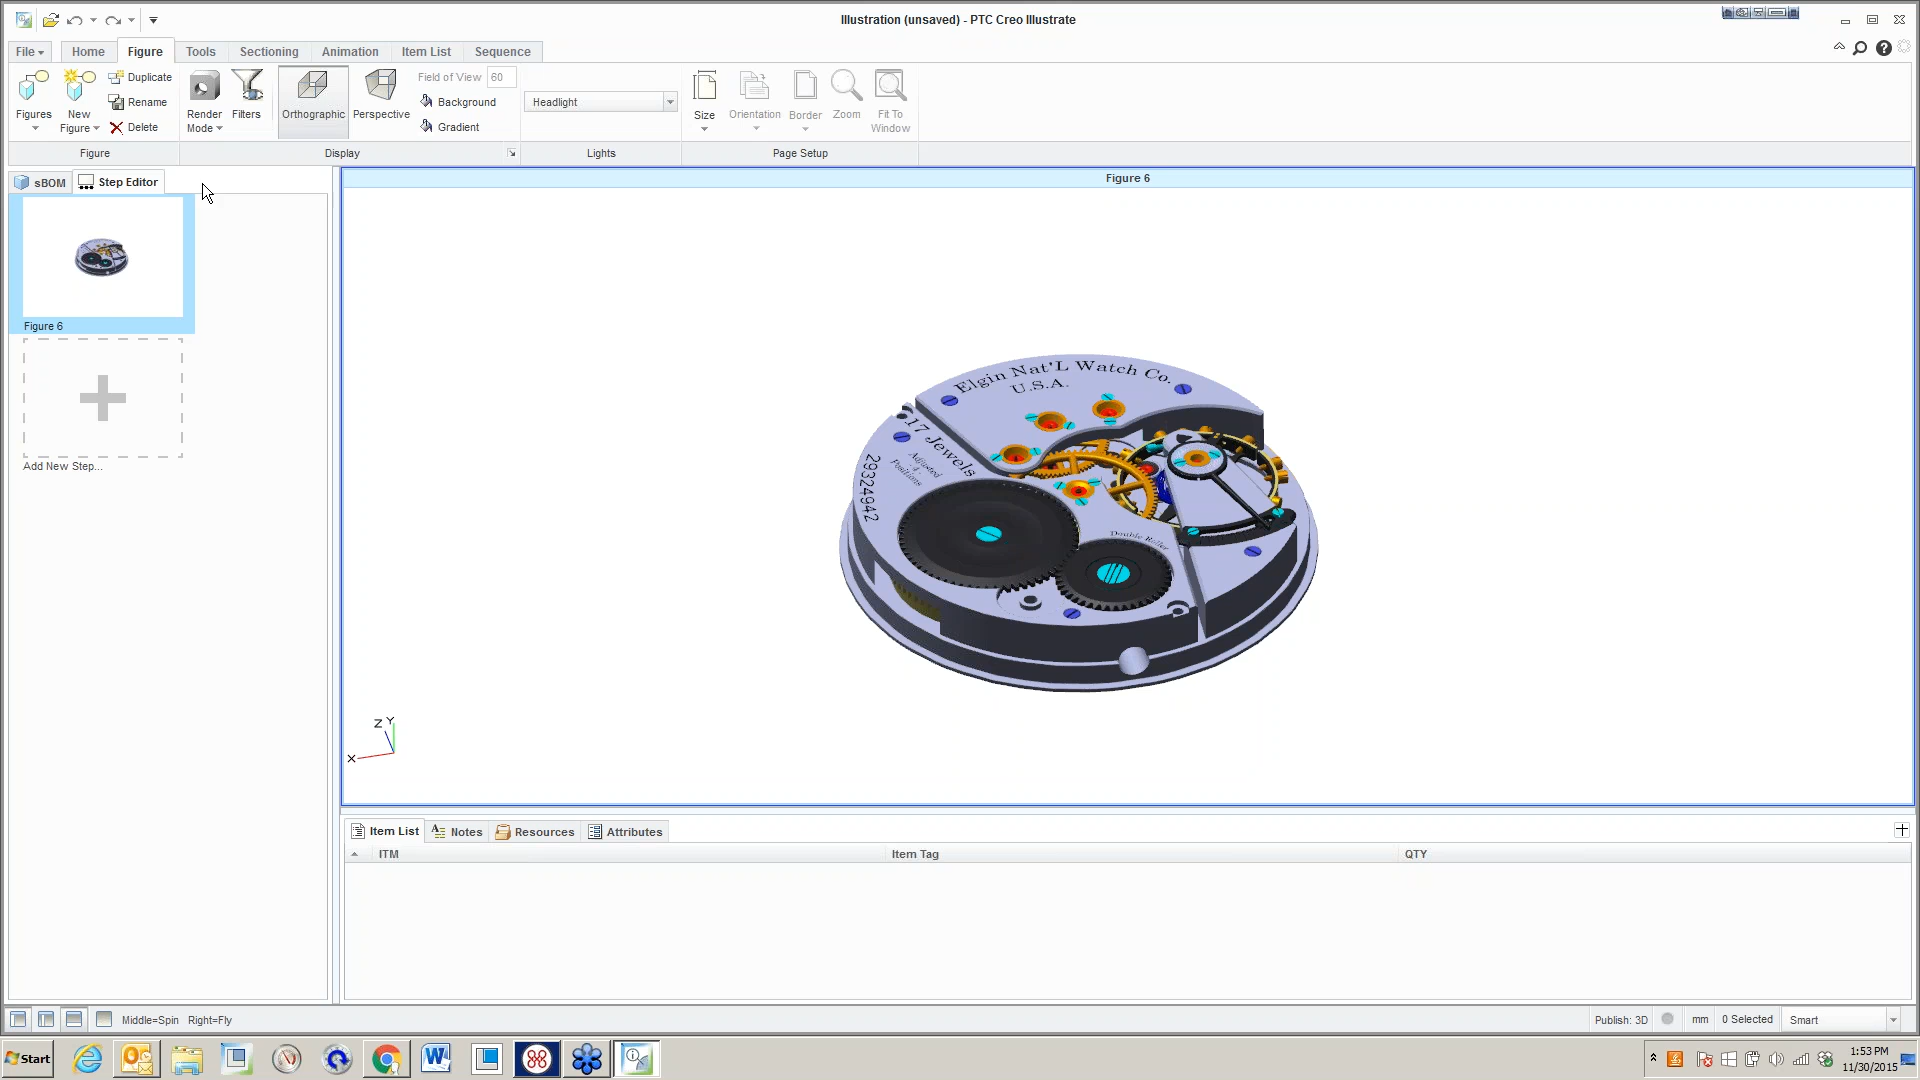 Illustration (unsaved) - PTC Creo Illustrate
File Home Figure Tools Sectioning Animation Item List Sequence
Figures
New Figure
Duplicate
Rename
Delete
Figure
Render Mode
Filters
Orthographic
Perspective
Field of View 60
Background
Gradient
Display
Headlight
Lights
Size
Orientation
Border
Zoom
Fit To Window
Page Setup
sBOM
Step Editor
Figure 6
Figure 6
Add New Step...
Elgin Nat'L Watch Co.
U.S.A.
17 Jewels
Adjusted
4
Positions
29324942
Double Roller
Z Y
X
Item List Notes Resources Attributes
ITM Item Tag QTY
Middle=Spin Right=Fly
Publish: 3D mm 0 Selected Smart
Start
1:53 PM
11/30/2015